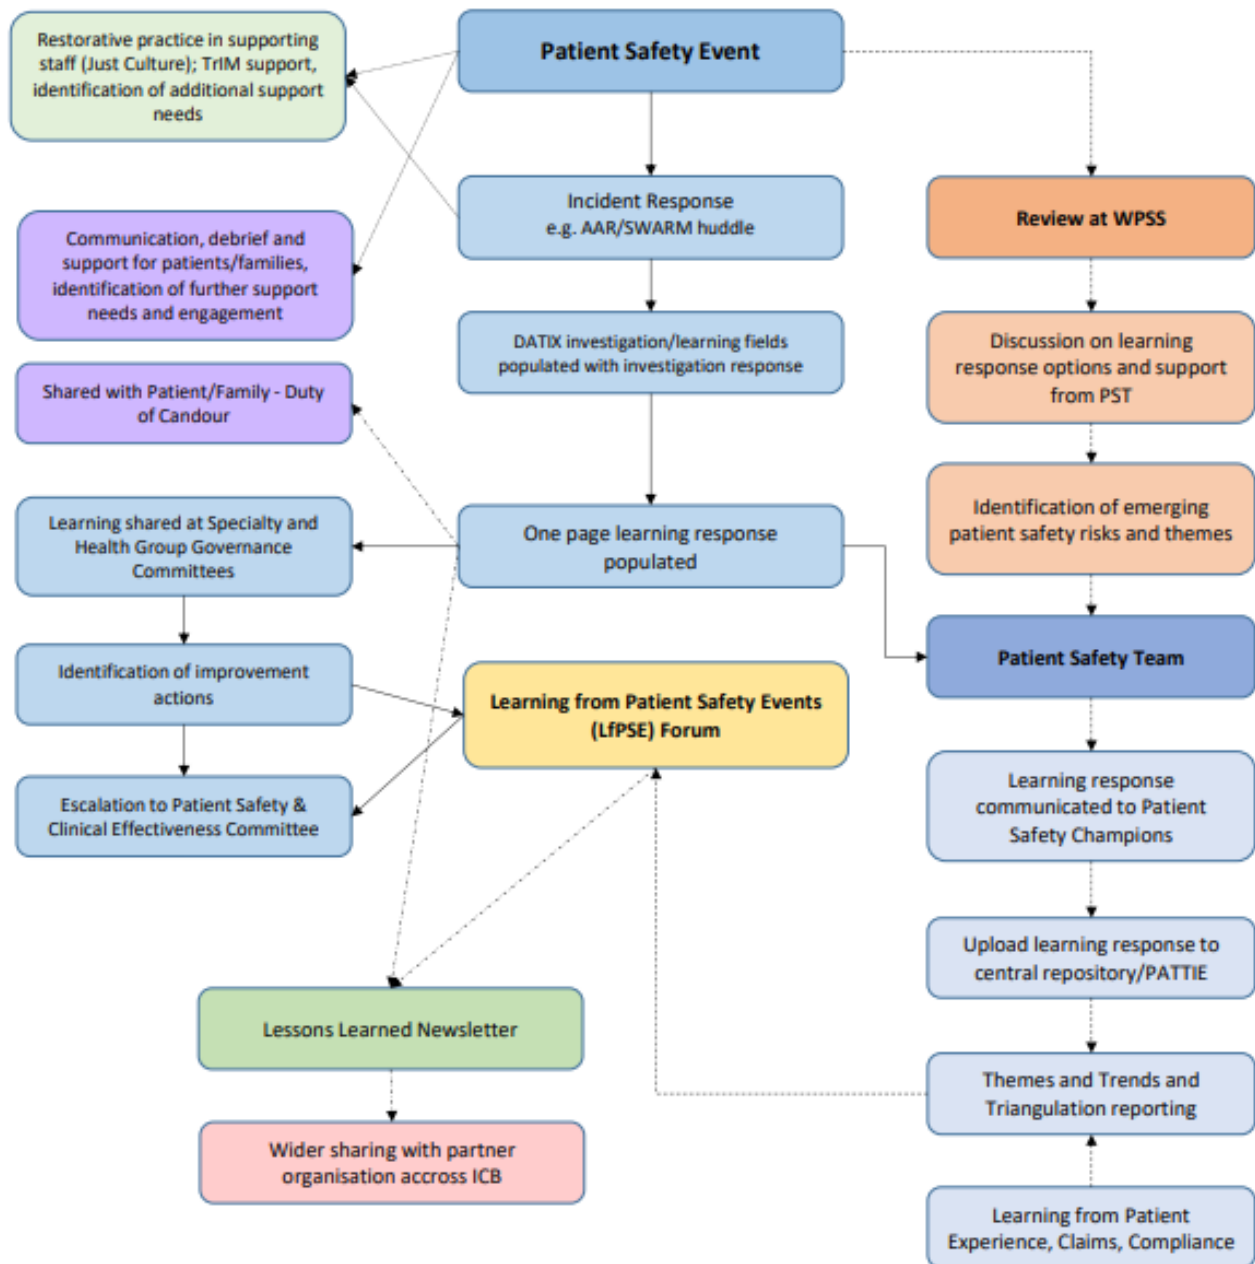 Restorative practice in supporting
staff (Just Culture); TrIM support,
identification of additional support
needs
Patient Safety Event
Incident Response
e.g. AAR/SWARM huddle
Review at WPSS
Communication, debrief and
support for patients/families,
identification of further support
needs and engagement
DATIX investigation/learning fields
populated with investigation response
Discussion on learning
response options and support
from PST
Shared with Patient/Family - Duty
of Candour
Learning shared at Specialty and
Health Group Governance
Committees
One page learning response
populated
Identification of emerging
patient safety risks and themes
Identification of improvement
actions
Learning from Patient Safety Events
(LfPSE) Forum
Patient Safety Team
Escalation to Patient Safety &
Clinical Effectiveness Committee
Learning response
communicated to Patient
Safety Champions
Upload learning response to
central repository/PATTIE
Lessons Learned Newsletter
Themes and Trends and
Triangulation reporting
Wider sharing with partner
organisation accross ICB
Learning from Patient
Experience, Claims, Compliance